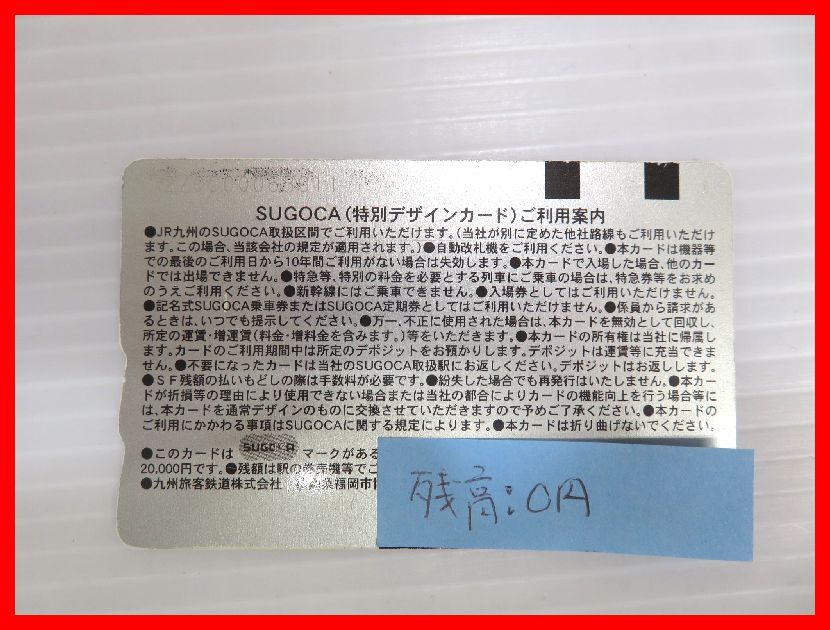 SUGOCA(特別デザインカード)ご利用案内
●JR九州のSUGOCA取扱区間でご利用いただけます。(当社が別に定めた他社路線もご利用いただけ
ます。この場合、当該会社の規定が適用されます。)●自動改札機をご利用ください。●本カードは機器等
での最後のご利用日から10年間ご利用がない場合は失効します。●本カードで入場した場合、他のカー
ドでは出場できません。●特急等、特別の料金を必要とする列車にご乗車の場合は、特急券等をお求め
のうえご利用ください。●新幹線にはご乗車できません。●入場券としてはご利用いただけません。
●記名式SUGOCA乗車券またはSUGOCA定期券としてはご利用いただけません。●係員から請求があ
るときは、いつでも提示してください。●万一、不正に使用された場合は、本カードを無効として回収し、
所定の運賃・増運賃(料金・増料金を含みます。)等をいただきます。●本カードの所有権は当社に帰属し
ます。カードのご利用期間中は所定のデポジットをお預かりします。デポジットは運賃等に充当できま
せん。●不要になったカードは当社のSUGOCA取扱駅にお返しください。デポジットはお返しします。
●SF残額の払いもどしの際は手数料が必要です。●紛失した場合でも再発行はいたしません。●本カー
ドが折損等の理由により使用できない場合または当社の都合によりカードの機能向上を行う場合等に
は、本カードを通常デザインのものに交換させていただきますので予めご了承ください。●本カードの
ご利用にかかわる事項はSUGOCAに関する規定によります。●本カードは折り曲げないでください。
●このカードは SUGOCA マークがある
20,000円です。●残額は駅の券売機等でご
●九州旅客鉄道株式会社 福岡市
残高:0円